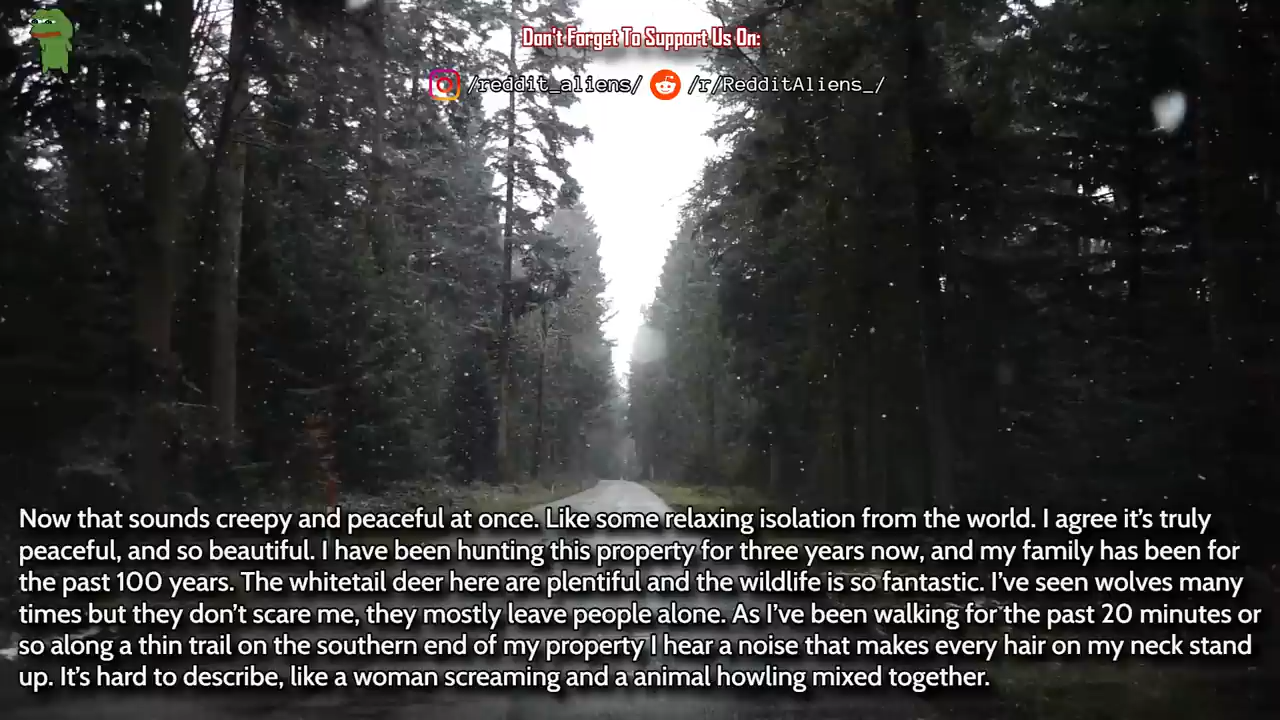 Don't Forget To Support Us On:
/reddit_aliens/ /r/RedditAliens_/
Now that sounds creepy and peaceful at once. Like some relaxing isolation from the world. I agree it's truly
peaceful, and so beautiful. I have been hunting this property for three years now, and my family has been for
the past 100 years. The whitetail deer here are plentiful and the wildlife is so fantastic. I've seen wolves many
times but they don't scare me, they mostly leave people alone. As I've been walking for the past 20 minutes or
so along a thin trail on the southern end of my property I hear a noise that makes every hair on my neck stand
up. It's hard to describe, like a woman screaming and a animal howling mixed together.